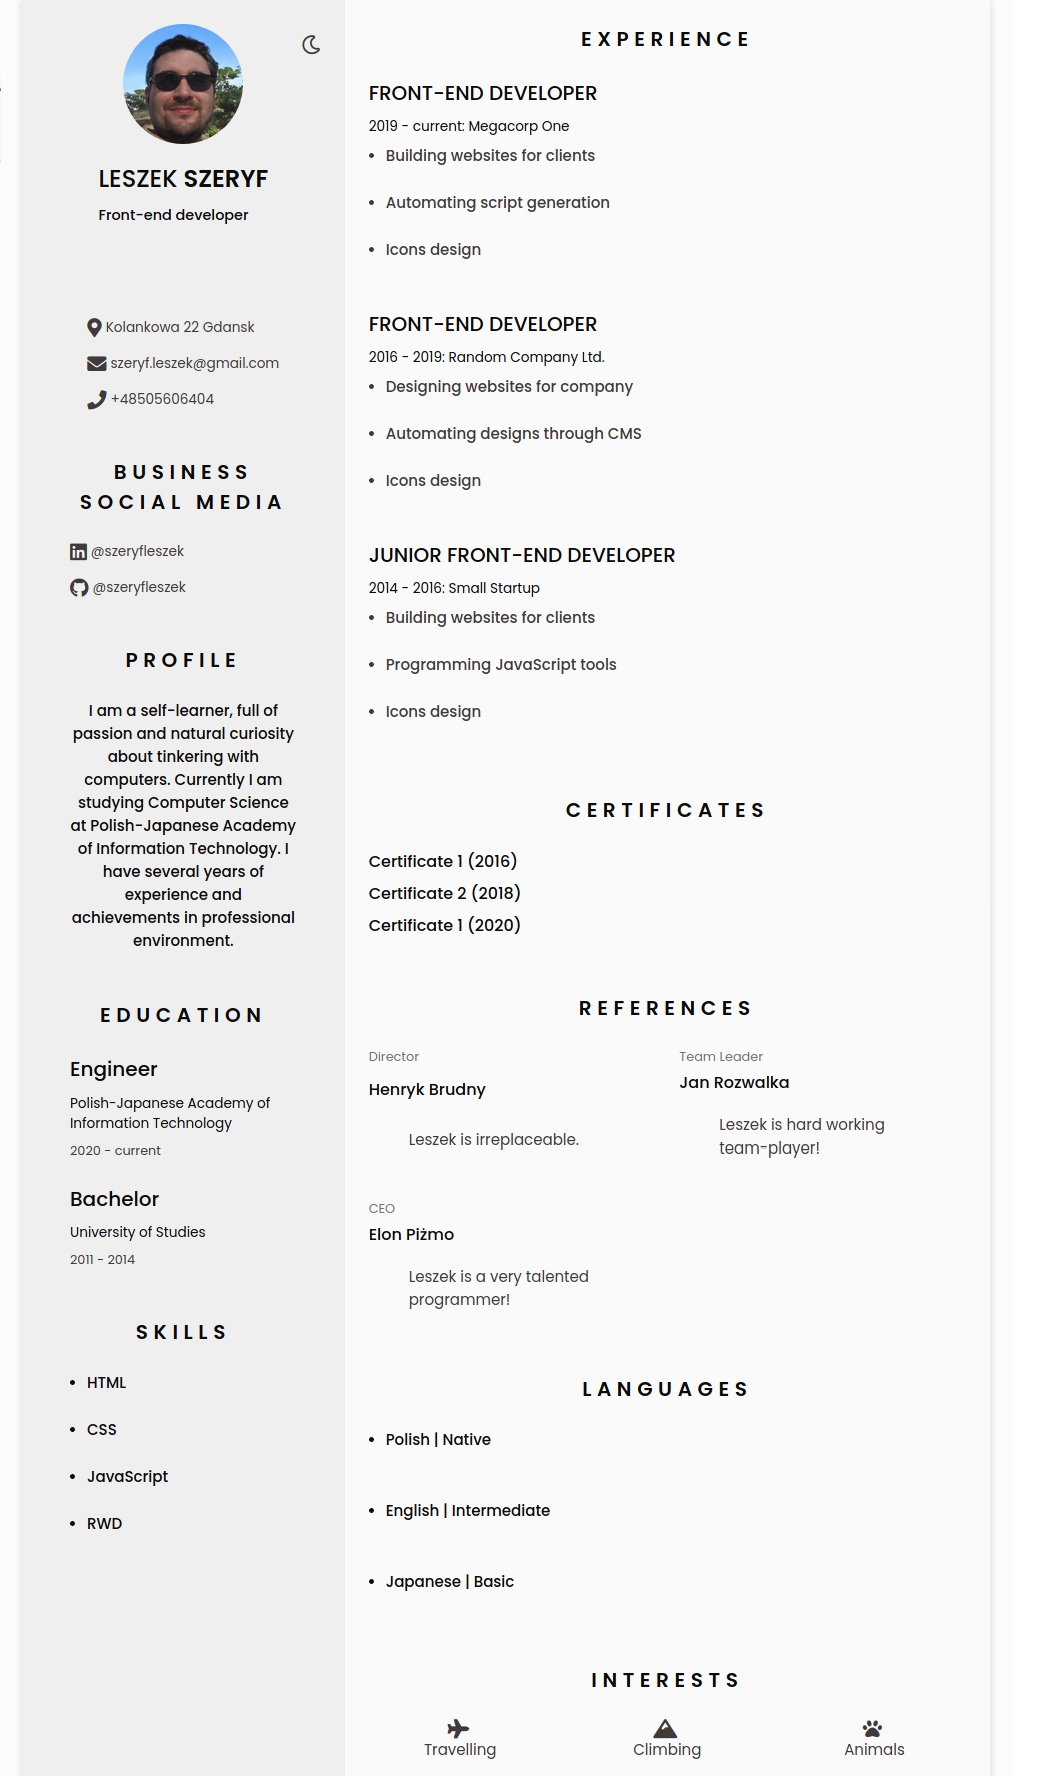 LESZEK SZERYF
Front-end developer
Kolankowa 22 Gdansk
szeryf.leszek@gmail.com
+48505606404
BUSINESS
SOCIAL MEDIA
@szeryfleszek
@szeryfleszek
PROFILE
I am a self-learner, full of
passion and natural curiosity
about tinkering with
computers. Currently I am
studying Computer Science
at Polish-Japanese Academy
of Information Technology. I
have several years of
experience and
achievements in professional
environment.
EDUCATION
Engineer
Polish-Japanese Academy of
Information Technology
2020 - current
Bachelor
University of Studies
2011 - 2014
SKILLS
• HTML
• CSS
• JavaScript
• RWD
EXPERIENCE
FRONT-END DEVELOPER
2019 - current: Megacorp One
• Building websites for clients
• Automating script generation
• Icons design
FRONT-END DEVELOPER
2016 - 2019: Random Company Ltd.
• Designing websites for company
• Automating designs through CMS
• Icons design
JUNIOR FRONT-END DEVELOPER
2014 - 2016: Small Startup
• Building websites for clients
• Programming JavaScript tools
• Icons design
CERTIFICATES
Certificate 1 (2016)
Certificate 2 (2018)
Certificate 1 (2020)
REFERENCES
Director
Henryk Brudny
Leszek is irreplaceable.
Team Leader
Jan Rozwalka
Leszek is hard working
team-player!
CEO
Elon Piżmo
Leszek is a very talented
programmer!
LANGUAGES
• Polish | Native
• English | Intermediate
• Japanese | Basic
INTERESTS
Travelling
Climbing
Animals